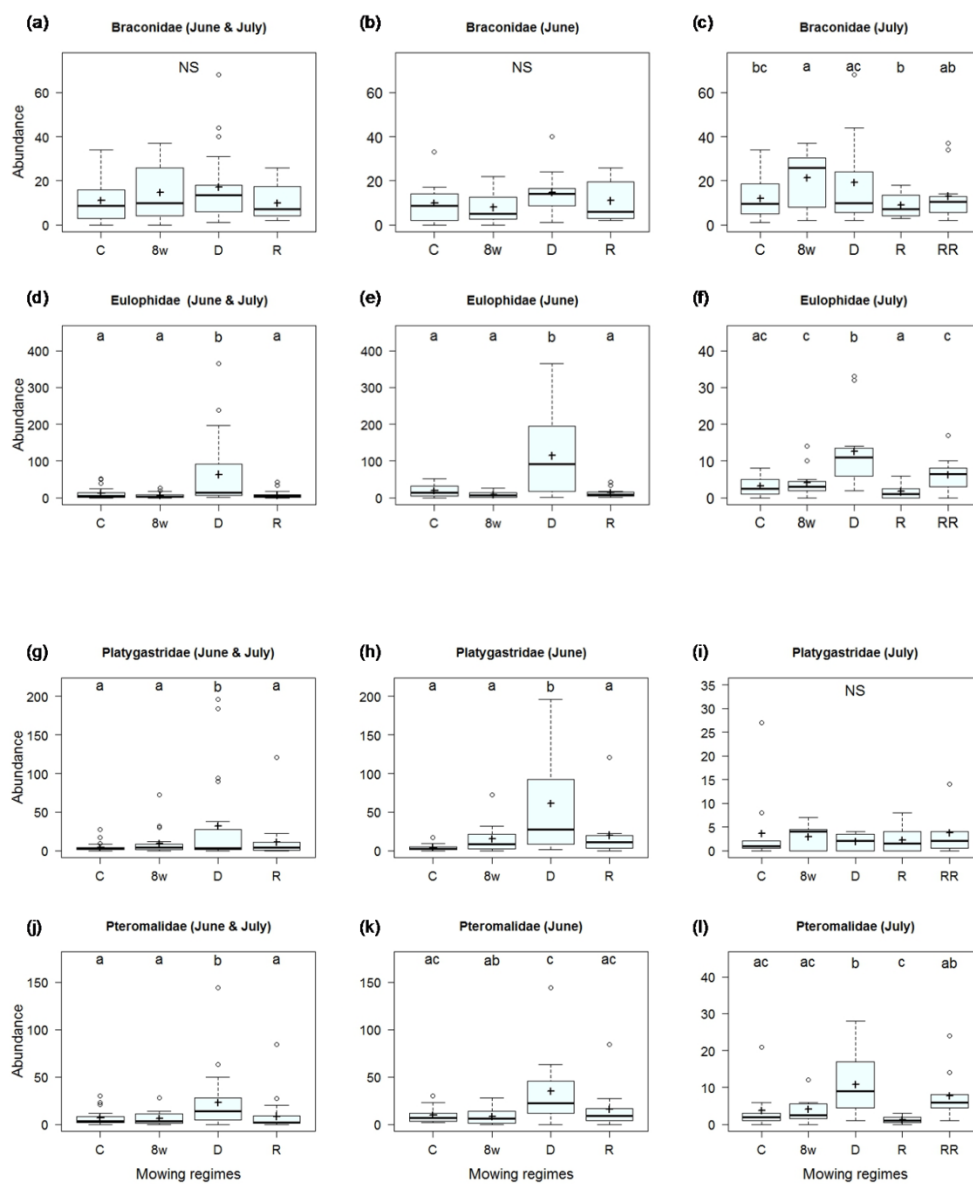 (a) Braconidae (June & July)
NS
Abundance
60
40
20
0
C 8w D R
(b) Braconidae (June)
NS
60
40
20
0
C 8w D R
(c) Braconidae (July)
bc a ac b ab
60
40
20
0
C 8w D R RR
(d) Eulophidae (June & July)
a a b a
Abundance
400
300
200
100
0
C 8w D R
(e) Eulophidae (June)
a a b a
400
300
200
100
0
C 8w D R
(f) Eulophidae (July)
ac c b a c
40
30
20
10
0
C 8w D R RR
(g) Platygastridae (June & July)
a a b a
Abundance
200
150
100
50
0
C 8w D R
(h) Platygastridae (June)
a a b a
200
150
100
50
0
C 8w D R
(i) Platygastridae (July)
NS
35
30
25
20
15
10
5
0
C 8w D R RR
(j) Pteromalidae (June & July)
a a b a
Abundance
150
100
50
0
C 8w D R
Mowing regimes
(k) Pteromalidae (June)
ac ab c ac
150
100
50
0
C 8w D R
Mowing regimes
(l) Pteromalidae (July)
ac ac b c ab
40
30
20
10
0
C 8w D R RR
Mowing regimes